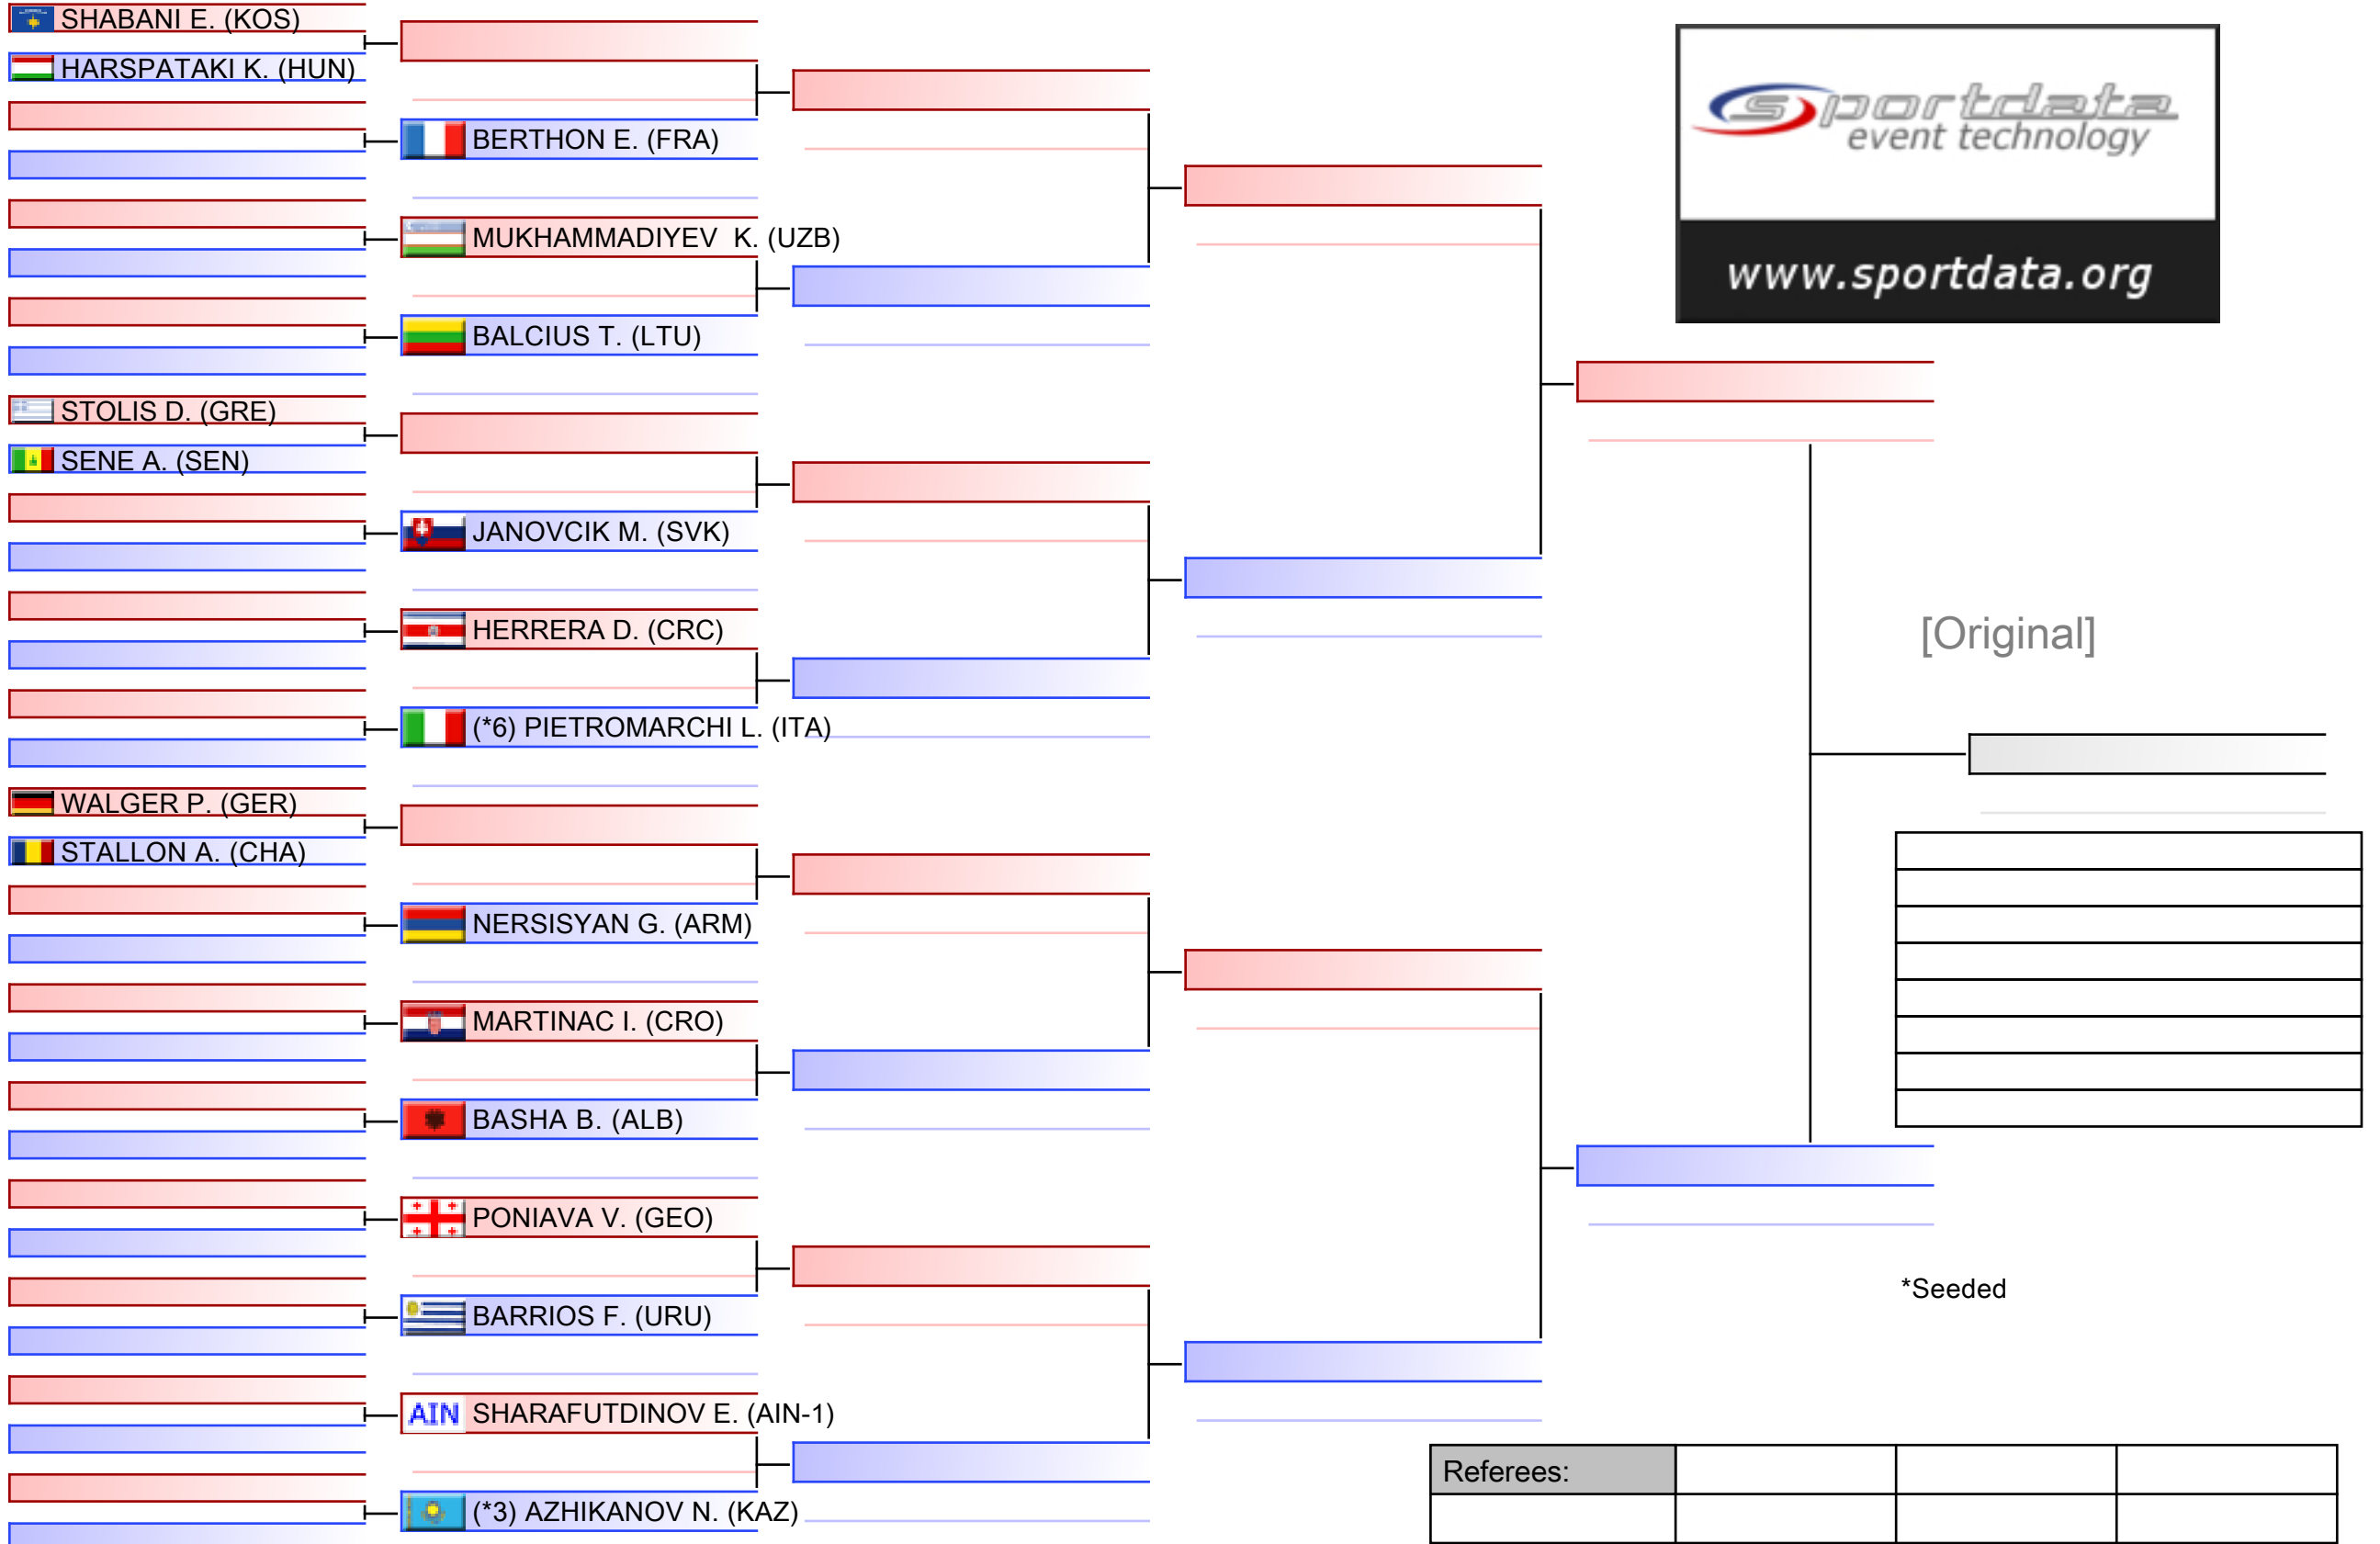 SHABANI E. (KOS)
HARSPATAKI K. (HUN)
BERTHON E. (FRA)
MUKHAMMADIYEV  K. (UZB)
BALCIUS T. (LTU)
STOLIS D. (GRE)
SENE A. (SEN)
JANOVCIK M. (SVK)
HERRERA D. (CRC)
(*6) PIETROMARCHI L. (ITA)
WALGER P. (GER)
STALLON A. (CHA)
NERSISYAN G. (ARM)
MARTINAC I. (CRO)
BASHA B. (ALB)
PONIAVA V. (GEO)
BARRIOS F. (URU)
AIN SHARAFUTDINOV E. (AIN-1)
(*3) AZHIKANOV N. (KAZ)
sportdata
event technology
www.sportdata.org
[Original]
*Seeded
Referees: